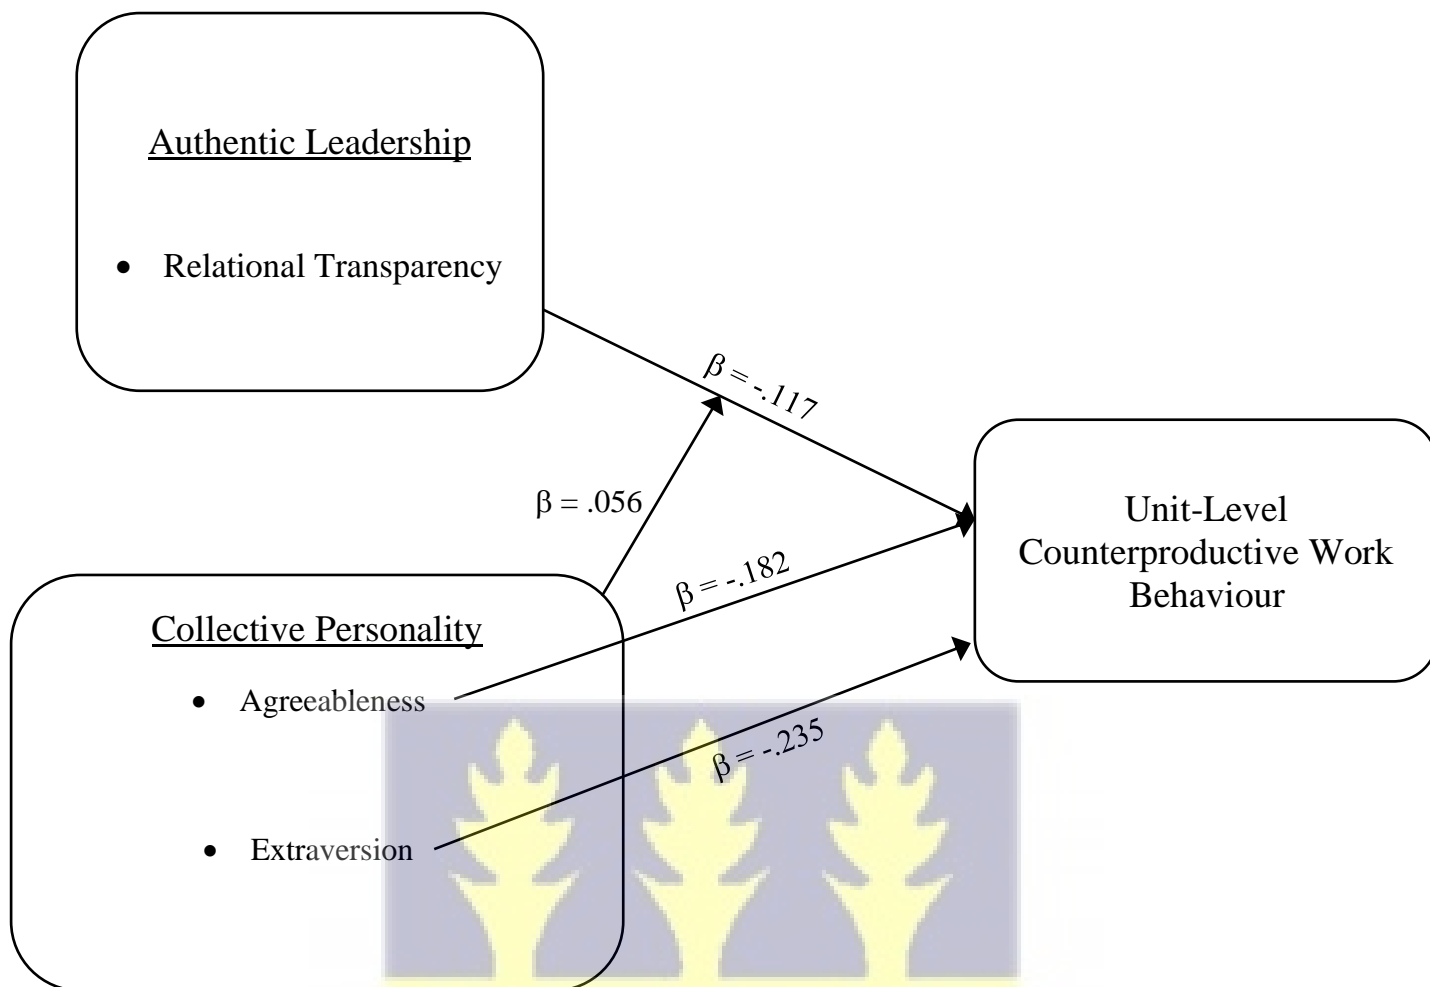 Authentic Leadership
• Relational Transparency
β = -.117
β = .056
β = -.182
β = -.235
Collective Personality
• Agreeableness
• Extraversion
Unit-Level
Counterproductive Work
Behaviour